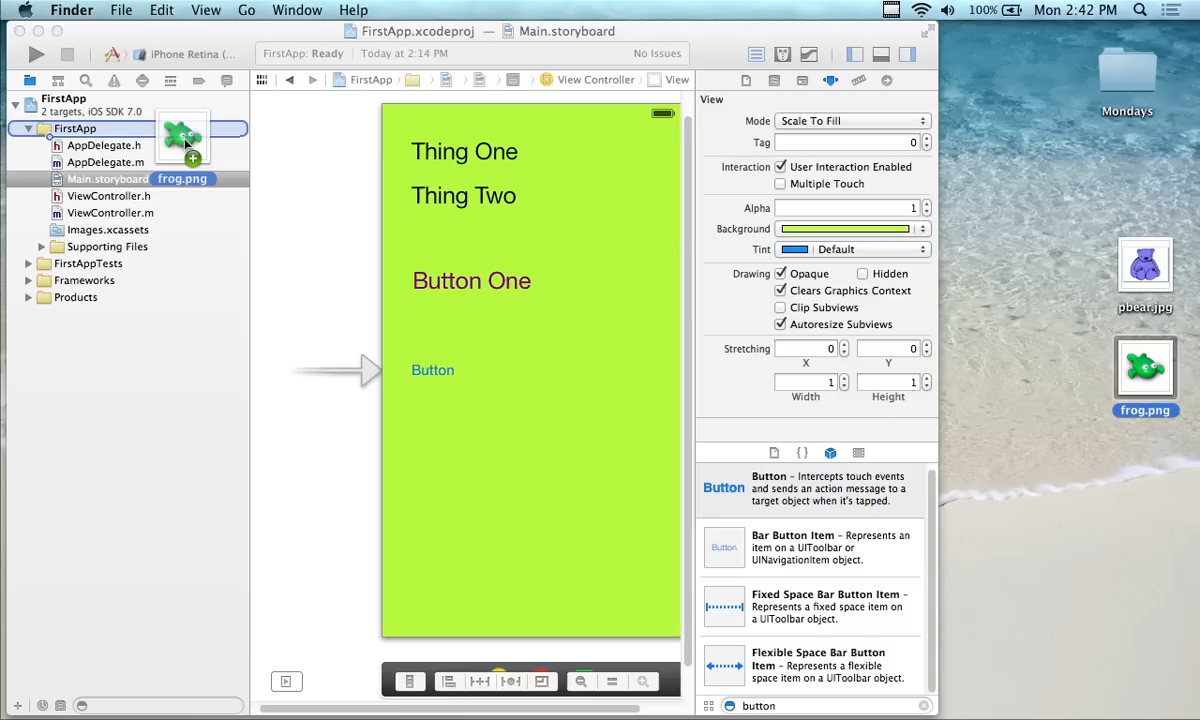 Finder File Edit View Go Window Help 100% Mon 2:42 PM
FirstApp.xcodeproj — Main.storyboard
iPhone Retina (... FirstApp: Ready Today at 2:14 PM No Issues
FirstApp View Controller View
FirstApp
2 targets, iOS SDK 7.0
FirstApp
AppDelegate.h
AppDelegate.m
Main.storyboard frog.png
ViewController.h
ViewController.m
Images.xcassets
Supporting Files
FirstAppTests
Frameworks
Products
Thing One
Thing Two
Button One
Button
View
Mode Scale To Fill
Tag 0
Interaction User Interaction Enabled
Multiple Touch
Alpha 1
Background
Tint Default
Drawing Opaque Hidden
Clears Graphics Context
Clip Subviews
Autoresize Subviews
Stretching 0 0
X Y
1 1
Width Height
{ }
Button
Button – Intercepts touch events
and sends an action message to a
target object when it's tapped.
Button
Bar Button Item – Represents an
item on a UIToolbar or
UINavigationItem object.
Fixed Space Bar Button Item –
Represents a fixed space item on
a UIToolbar object.
Flexible Space Bar Button
Item – Represents a flexible
space item on a UIToolbar object.
button
Mondays
pbear.jpg
frog.png